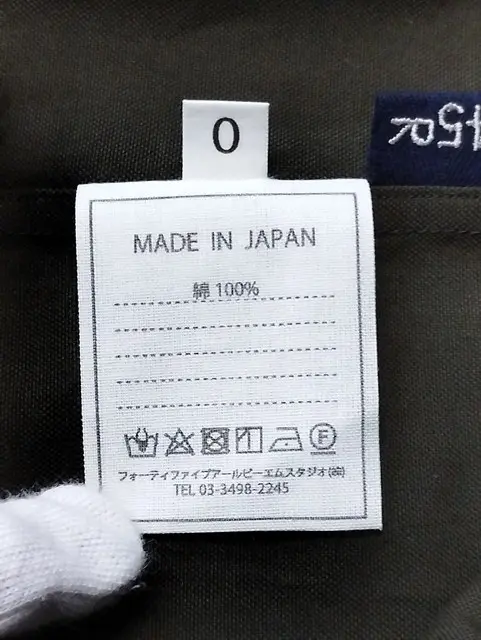 0
45R
MADE IN JAPAN
綿 100%
F
フォーティファイブアールピーエムスタジオ(株)
TEL 03-3498-2245